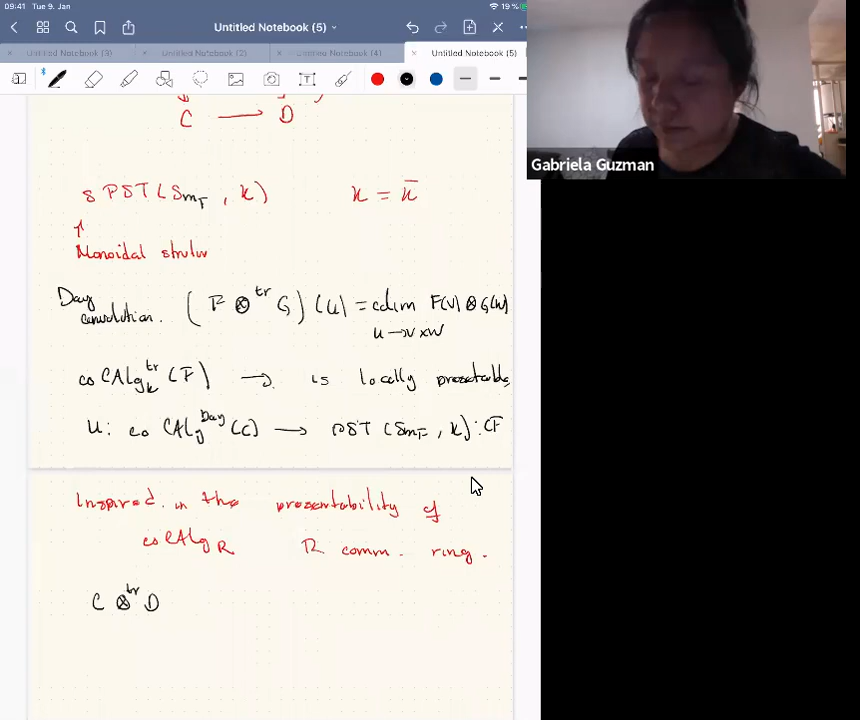 09:41 Tue 9. Jan 19 %
Untitled Notebook (5)
Untitled Notebook (3) Untitled Notebook (2) Untitled Notebook (4) Untitled Notebook (5)
Gabriela Guzman
C → D
sPST(Sm_F, k) k = k̄
↑
Monoidal strutur
Day convolution. (F ⊗^tr G)(U) = colim F(V) ⊗ G(W)
U → V×W
coCAlg_k^tr(F) → is locally presentable
U: coCAlg^Day(C) → PST(Sm_F, k) : CF
Inspired in the presentability of
coCAlg_R R comm. ring.
C ⊗^tr D